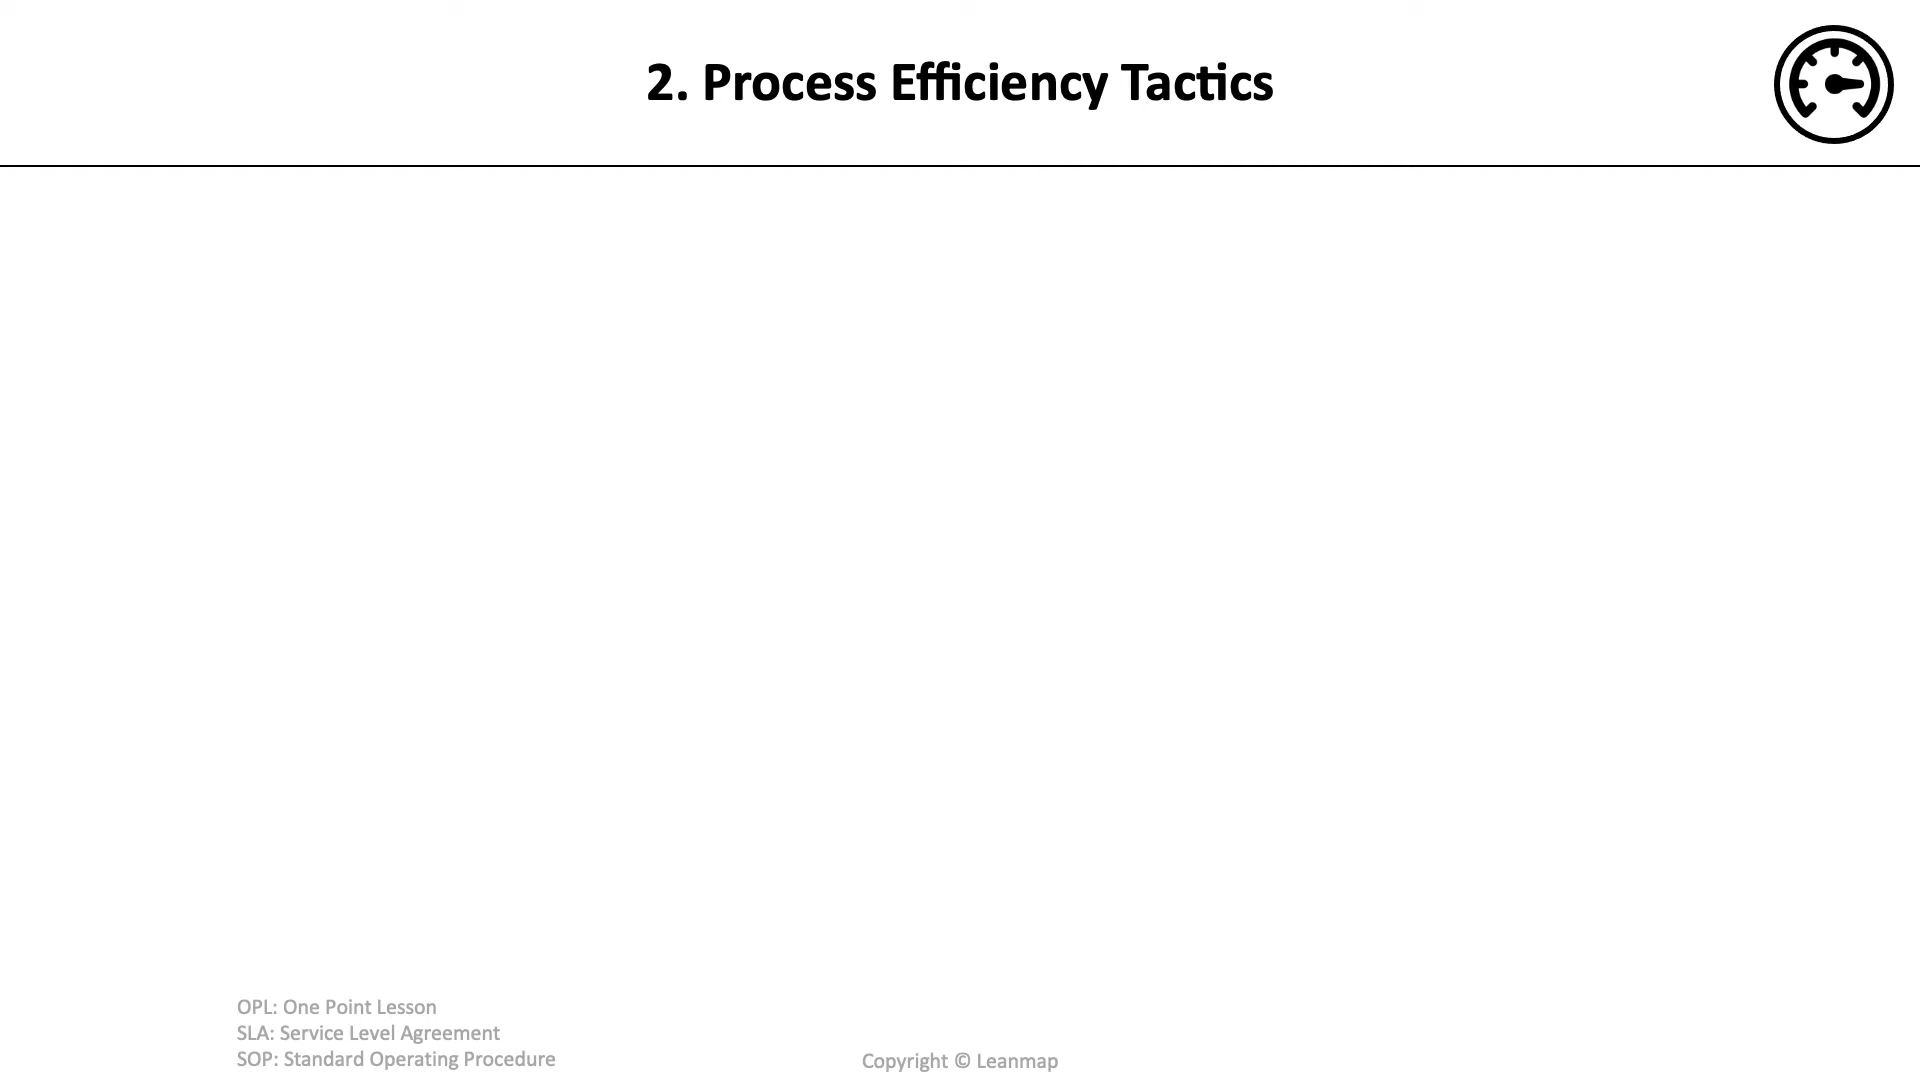 2. Process Efficiency Tactics
OPL: One Point Lesson
SLA: Service Level Agreement
SOP: Standard Operating Procedure
Copyright © Leanmap